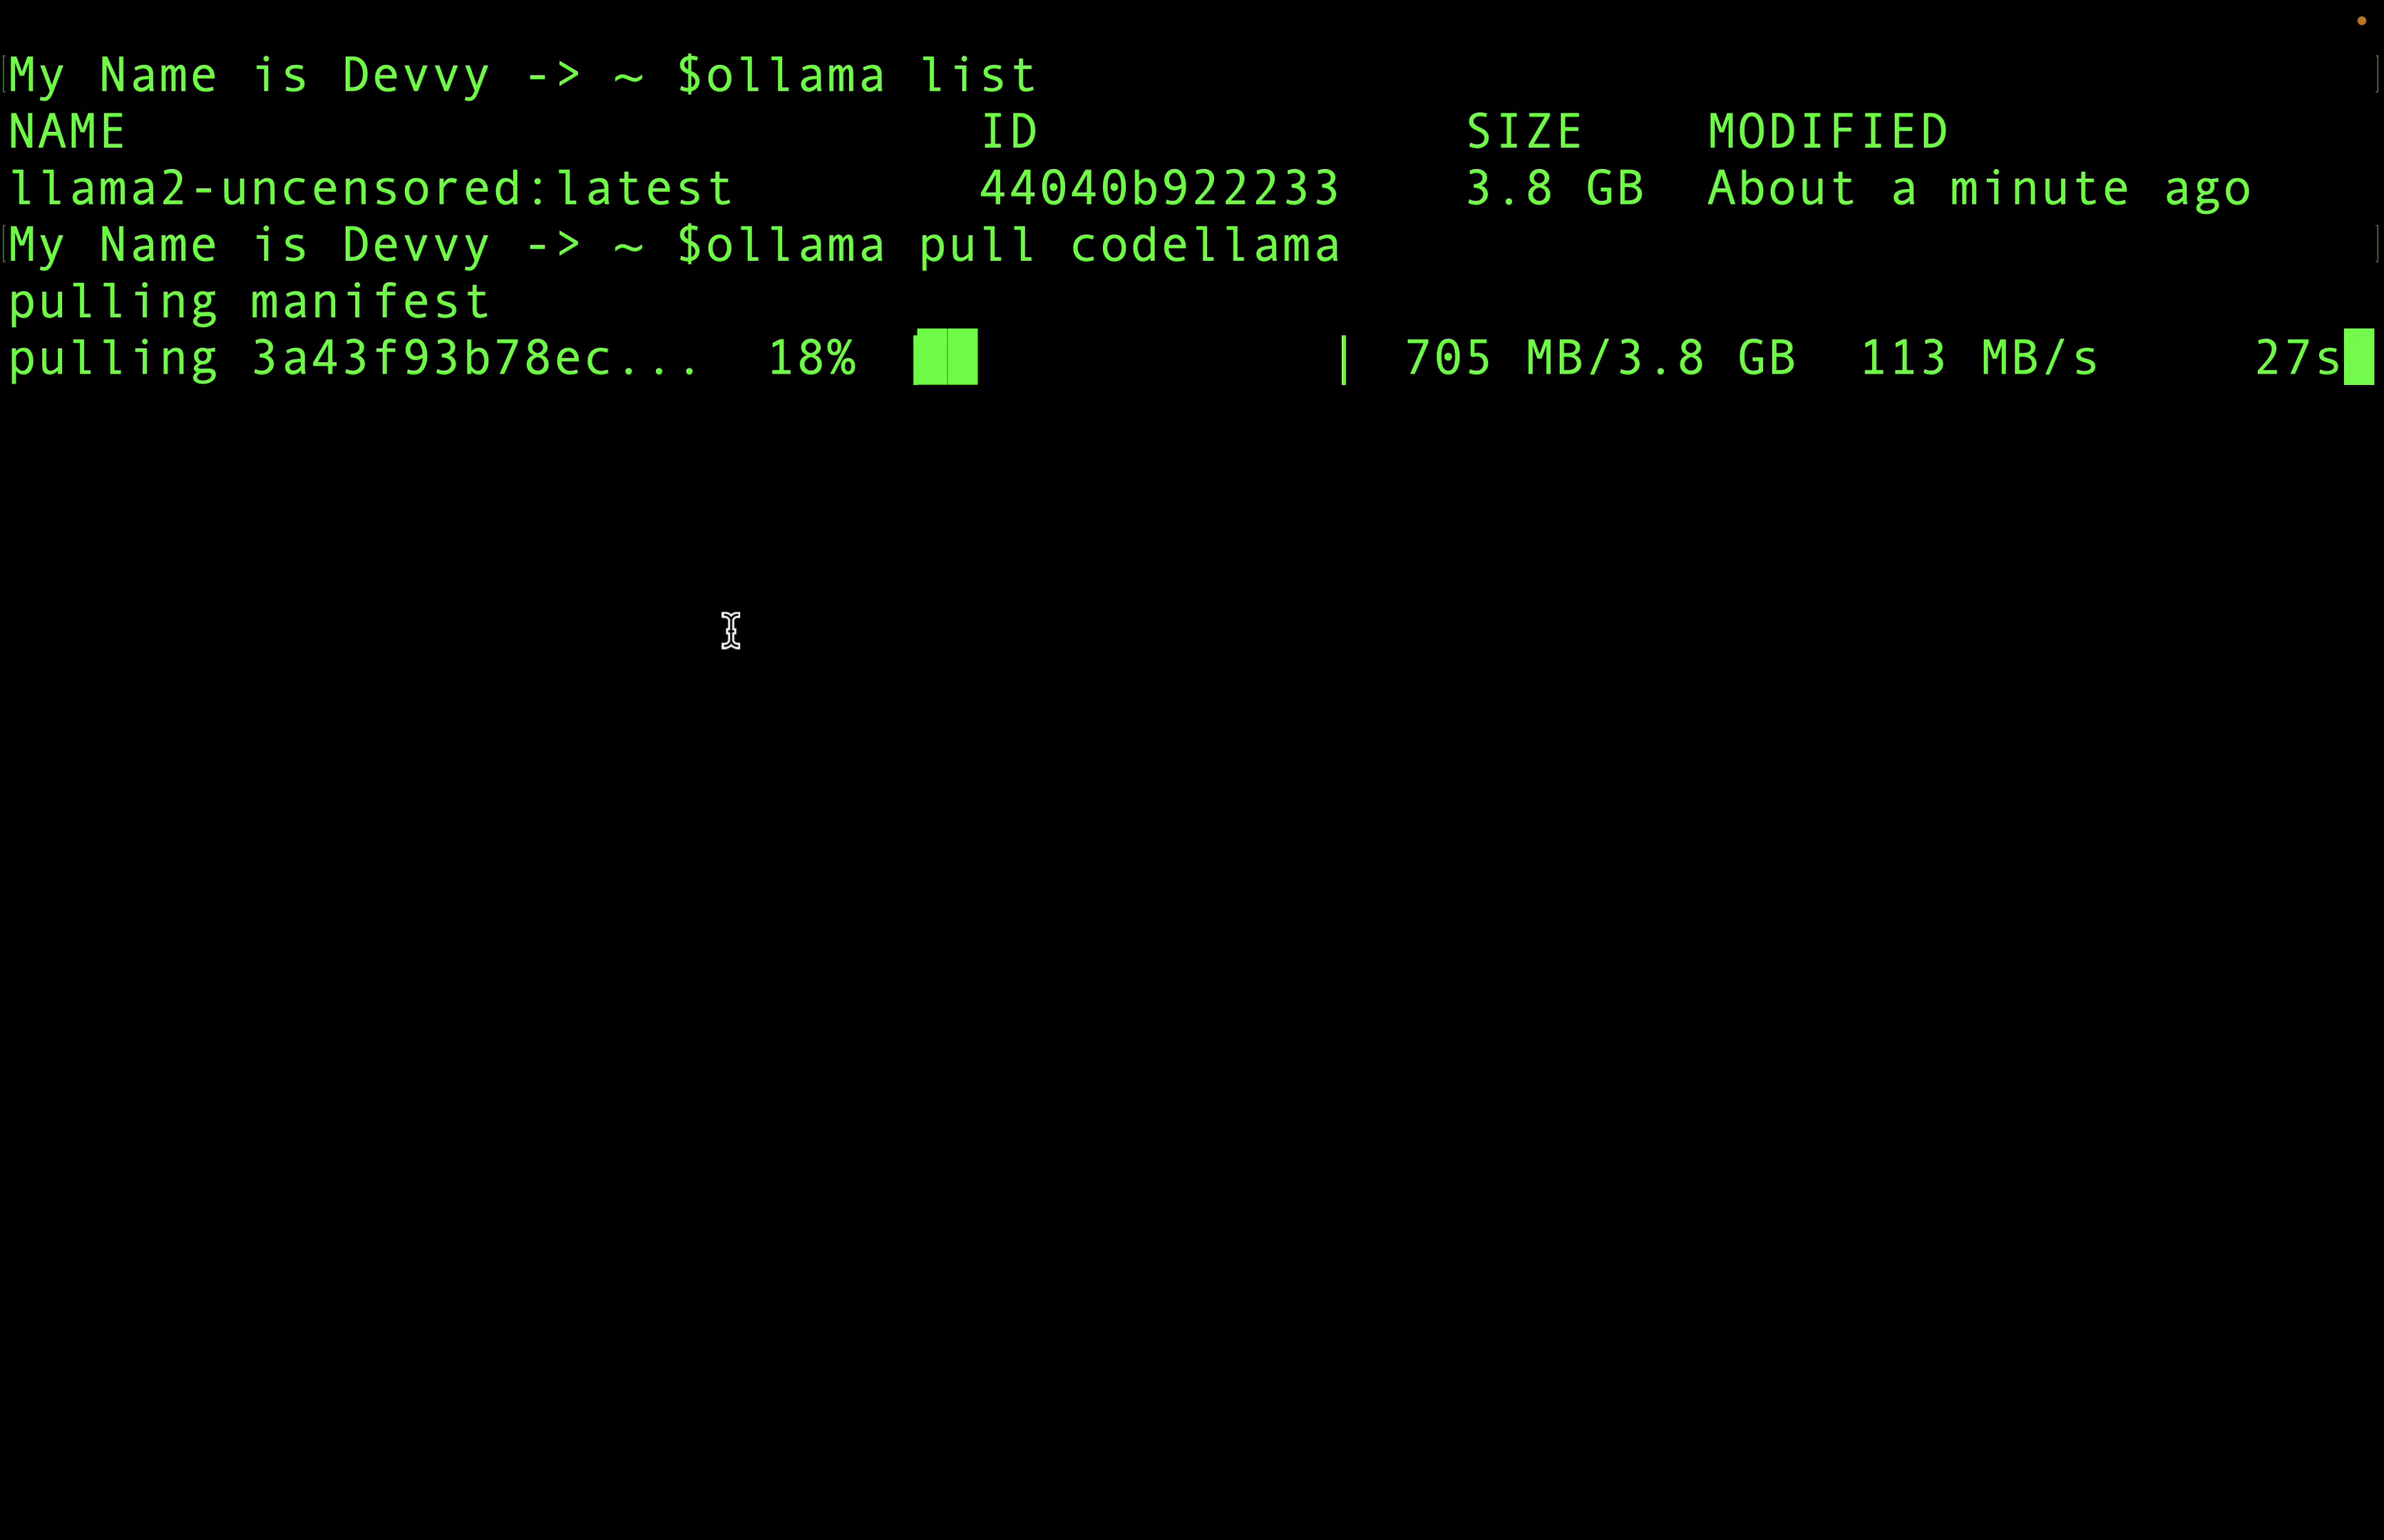 My Name is Devvy -> ~ $ollama list
NAME ID SIZE MODIFIED
llama2-uncensored:latest 44040b922233 3.8 GB About a minute ago
My Name is Devvy -> ~ $ollama pull codellama
pulling manifest
pulling 3a43f93b78ec... 18% | 705 MB/3.8 GB 113 MB/s 27s